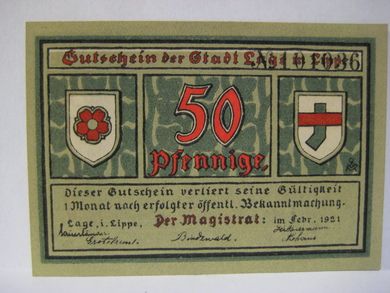 Gutschein der Stadt Lage in Lippe
50
Pfennige.
Dieser Gutschein verliert seine Gültigkeit
1 Monat nach erfolgter öffentl. Bekanntmachung.
Lage, i. Lippe, Der Magistrat: im Febr. 1921